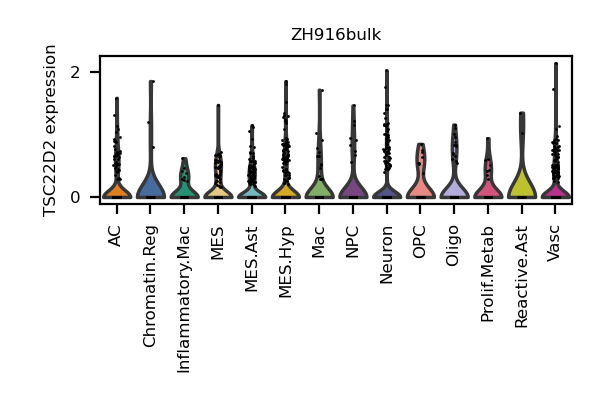 ZH916bulk
TSC22D2 expression
2
0
AC
Chromatin.Reg
Inflammatory.Mac
MES
MES.Ast
MES.Hyp
Mac
NPC
Neuron
OPC
Oligo
Prolif.Metab
Reactive.Ast
Vasc